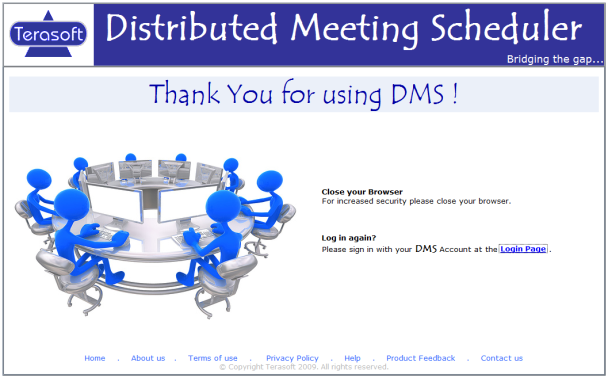 Terasoft
Distributed Meeting Scheduler
Bridging the gap...
Thank You for using DMS !
Close your Browser
For increased security please close your browser.
Log in again?
Please sign in with your DMS Account at the Login Page .
Home . About us . Terms of use . Privacy Policy . Help . Product Feedback . Contact us
© Copyright Terasoft 2009. All rights reserved.